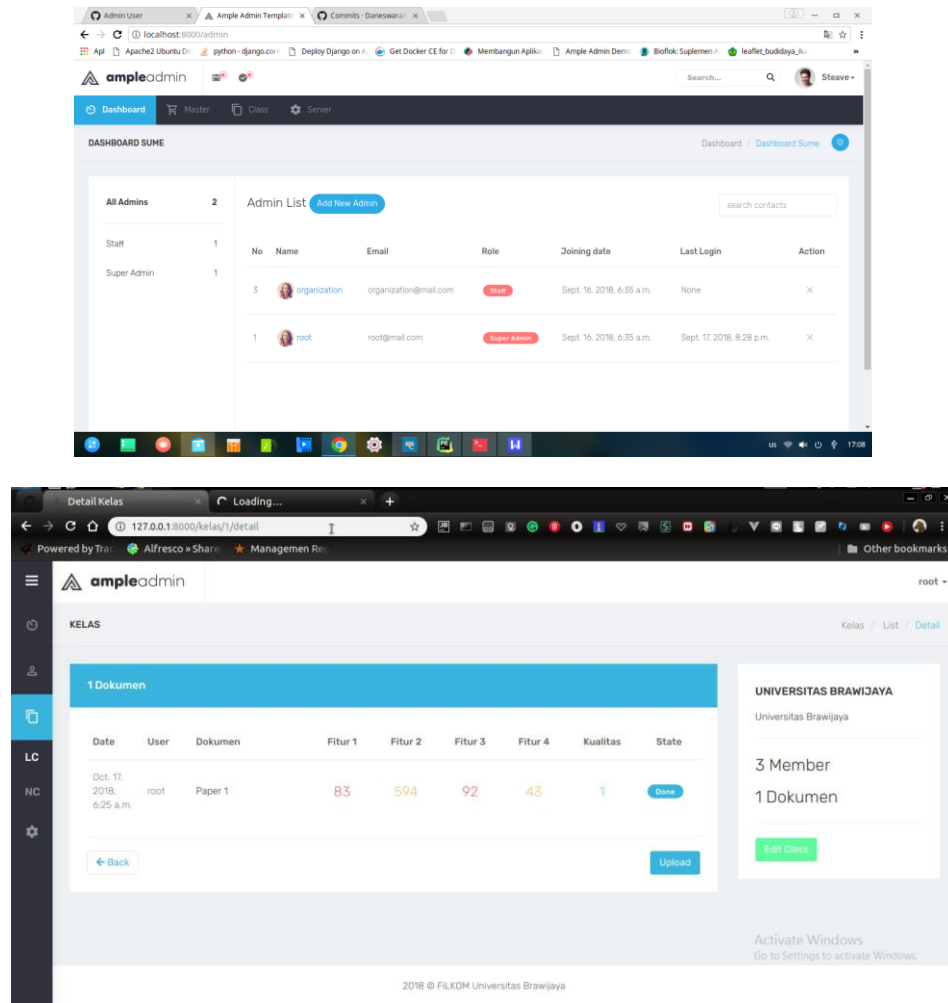 Admin User
Ample Admin Template
Commits · Daneswara
localhost:8000/admin
Apl Apache2 Ubuntu De python - django.com Deploy Django on A Get Docker CE for D Membangun Aplikas Ample Admin Demo Bioflok: Suplemen A leaflet_budidaya_ika »
ampleadmin Search... Steave
Dashboard Master Class Server
DASHBOARD SUME Dashboard / Dashboard Sume
All Admins 2
Staff 1
Super Admin 1
Admin List Add New Admin search contacts
No Name Email Role Joining date Last Login Action
3 organization organization@mail.com Staff Sept. 16, 2018, 6:35 a.m. None ×
1 root root@mail.com Super Admin Sept. 16, 2018, 6:35 a.m. Sept. 17, 2018, 8:28 p.m. ×
us 17:08
Detail Kelas Loading...
127.0.0.1:8000/kelas/1/detail
Powered by Trac Alfresco » Share Managemen Re Other bookmarks
ampleadmin root
KELAS Kelas / List / Detail
LC
NC
1 Dokumen
Date User Dokumen Fitur 1 Fitur 2 Fitur 3 Fitur 4 Kualitas State
Oct. 17,
2018, root Paper 1 83 594 92 43 1 Done
6:25 a.m.
Back Upload
UNIVERSITAS BRAWIJAYA
Universitas Brawijaya
3 Member
1 Dokumen
Edit Class
Activate Windows
Go to Settings to activate Windows.
2018 © FILKOM Universitas Brawijaya